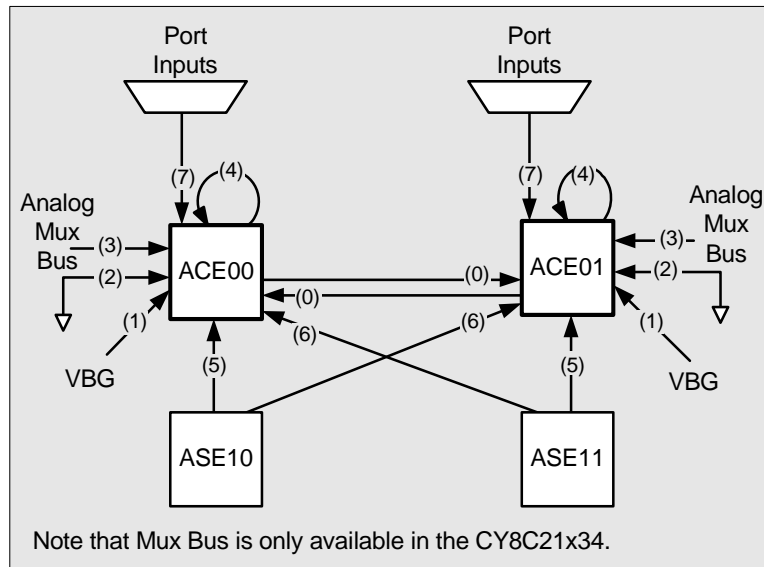 Port
Inputs
Port
Inputs
(7)
(4)
(7)
(4)
Analog
Mux
Bus
(3)
(2)
(1)
VBG
ACE00
(0)
(0)
ACE01
Analog
Mux
Bus
(3)
(2)
(1)
VBG
(5)
(6)
(6)
(5)
ASE10
ASE11
Note that Mux Bus is only available in the CY8C21x34.